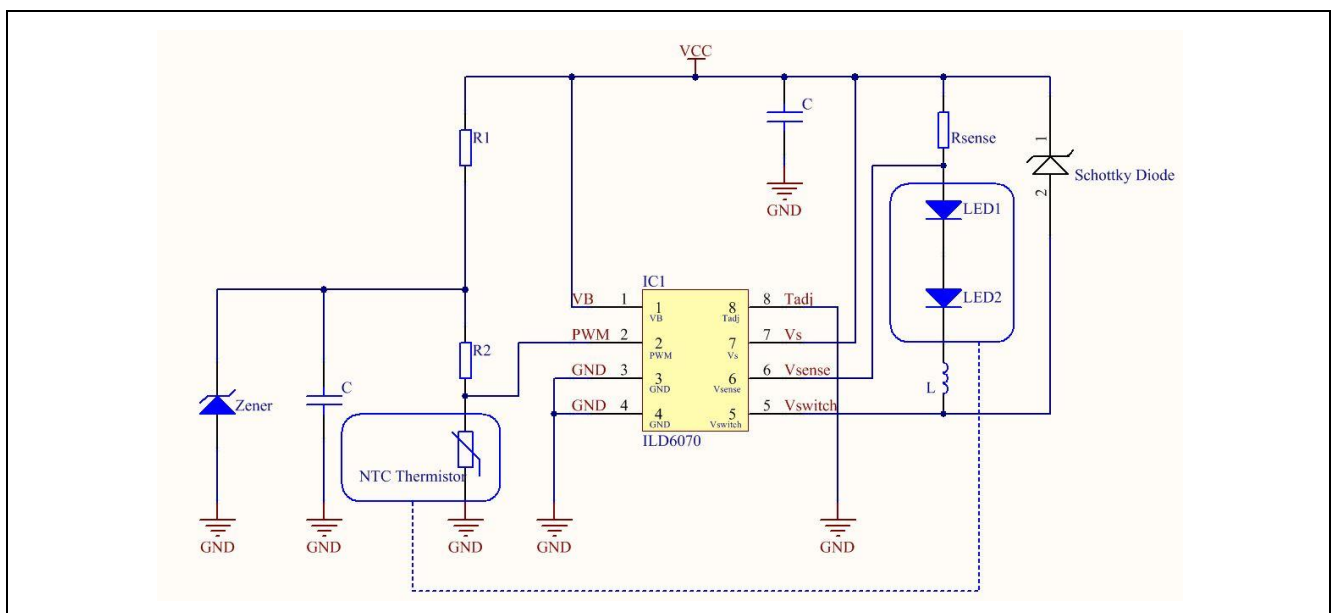 VCC
R1
C
Rsense
1
2
Schottky Diode
GND
LED1
LED2
IC1
VB 1 1 VB 8 Tadj 8 Tadj
PWM 2 2 PWM 7 Vs 7 Vs
GND 3 3 GND 6 Vsense 6 Vsense
GND 4 4 GND 5 Vswitch 5 Vswitch
ILD6070
R2
L
Zener
C
NTC Thermistor
GND GND GND GND GND